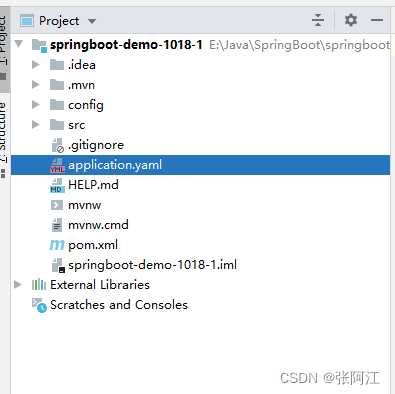 Project
1: Project
springboot-demo-1018-1 E:\Java\SpringBoot\springboot
.idea
.mvn
config
src
.gitignore
YML application.yaml
MD HELP.md
mvnw
mvnw.cmd
m pom.xml
springboot-demo-1018-1.iml
External Libraries
Scratches and Consoles
7: Structure
CSDN @张阿江